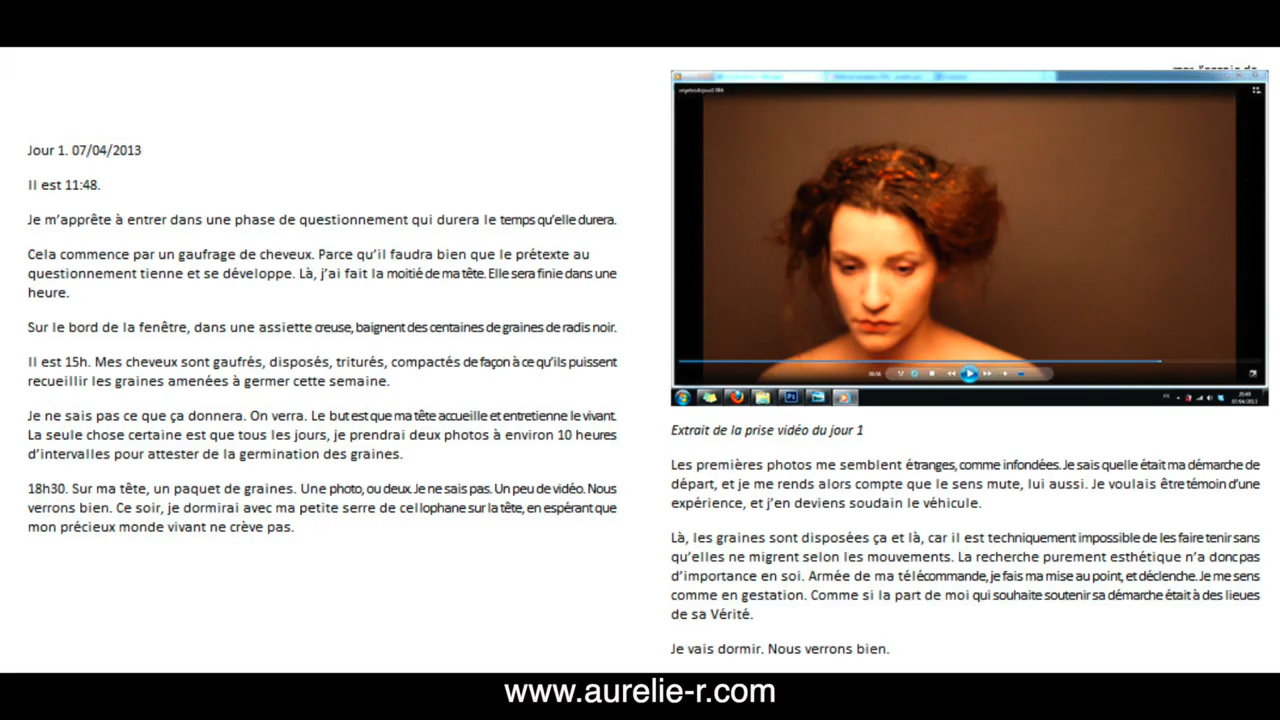 Jour 1. 07/04/2013
Il est 11:48.
Je m'apprête à entrer dans une phase de questionnement qui durera le temps qu'elle durera.
Cela commence par un gaufrage de cheveux. Parce qu'il faudra bien que le prétexte au
questionnement tienne et se développe. Là, j'ai fait la moitié de ma tête. Elle sera finie dans une
heure.
Sur le bord de la fenêtre, dans une assiette creuse, baignent des centaines de graines de radis noir.
Il est 15h. Mes cheveux sont gaufrés, disposés, triturés, compactés de façon à ce qu'ils puissent
recueillir les graines amenées à germer cette semaine.
Je ne sais pas ce que ça donnera. On verra. Le but est que ma tête accueille et entretienne le vivant.
La seule chose certaine est que tous les jours, je prendrai deux photos à environ 10 heures
d'intervalles pour attester de la germination des graines.
18h30. Sur ma tête, un paquet de graines. Une photo, ou deux. Je ne sais pas. Un peu de vidéo. Nous
verrons bien. Ce soir, je dormirai avec ma petite serre de cellophane sur la tête, en espérant que
mon précieux monde vivant ne crève pas.
20:49
07/04/2013
Extrait de la prise vidéo du jour 1
Les premières photos me semblent étranges, comme infondées. Je sais quelle était ma démarche de
départ, et je me rends alors compte que le sens mute, lui aussi. Je voulais être témoin d'une
expérience, et j'en deviens soudain le véhicule.
Là, les graines sont disposées ça et là, car il est techniquement impossible de les faire tenir sans
qu'elles ne migrent selon les mouvements. La recherche purement esthétique n'a donc pas
d'importance en soi. Armée de ma télécommande, je fais ma mise au point, et déclenche. Je me sens
comme en gestation. Comme si la part de moi qui souhaite soutenir sa démarche était à des lieues
de sa Vérité.
Je vais dormir. Nous verrons bien.
www.aurelie-r.com